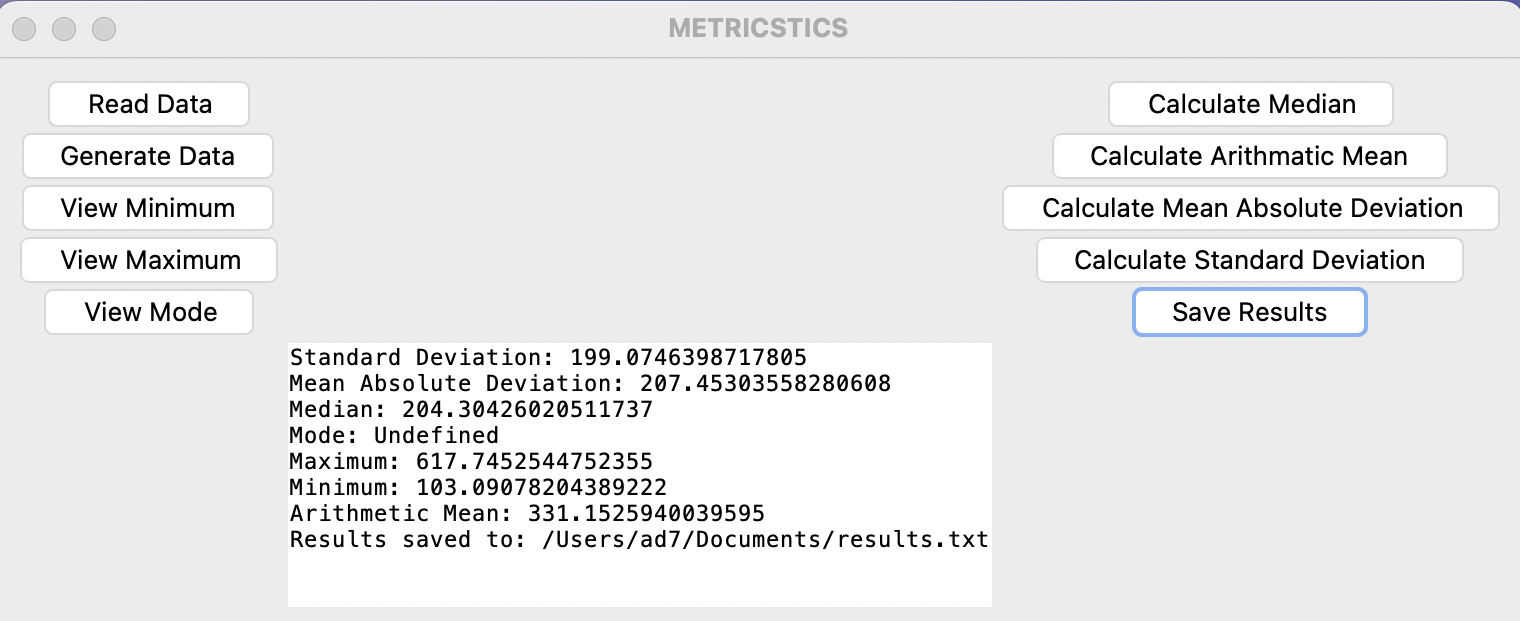 METRICSTICS
Read Data
Generate Data
View Minimum
View Maximum
View Mode
Calculate Median
Calculate Arithmatic Mean
Calculate Mean Absolute Deviation
Calculate Standard Deviation
Save Results
Standard Deviation: 199.0746398717805
Mean Absolute Deviation: 207.45303558280608
Median: 204.30426020511737
Mode: Undefined
Maximum: 617.7452544752355
Minimum: 103.09078204389222
Arithmetic Mean: 331.1525940039595
Results saved to: /Users/ad7/Documents/results.txt